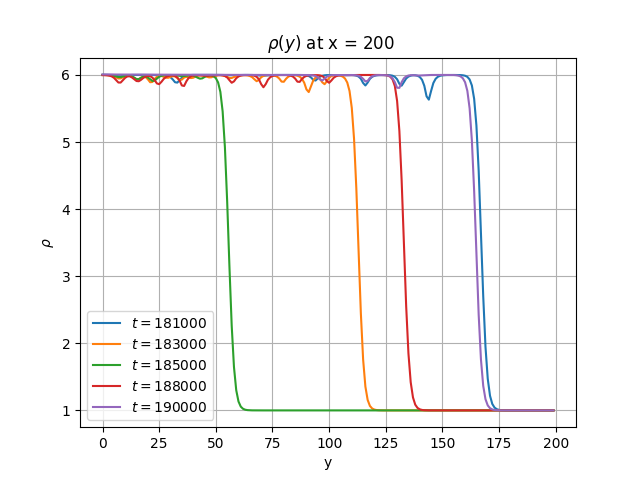 ρ(y) at x = 200
6
5
4
3
2
1
ρ
t = 181000
t = 183000
t = 185000
t = 188000
t = 190000
0 25 50 75 100 125 150 175 200
y